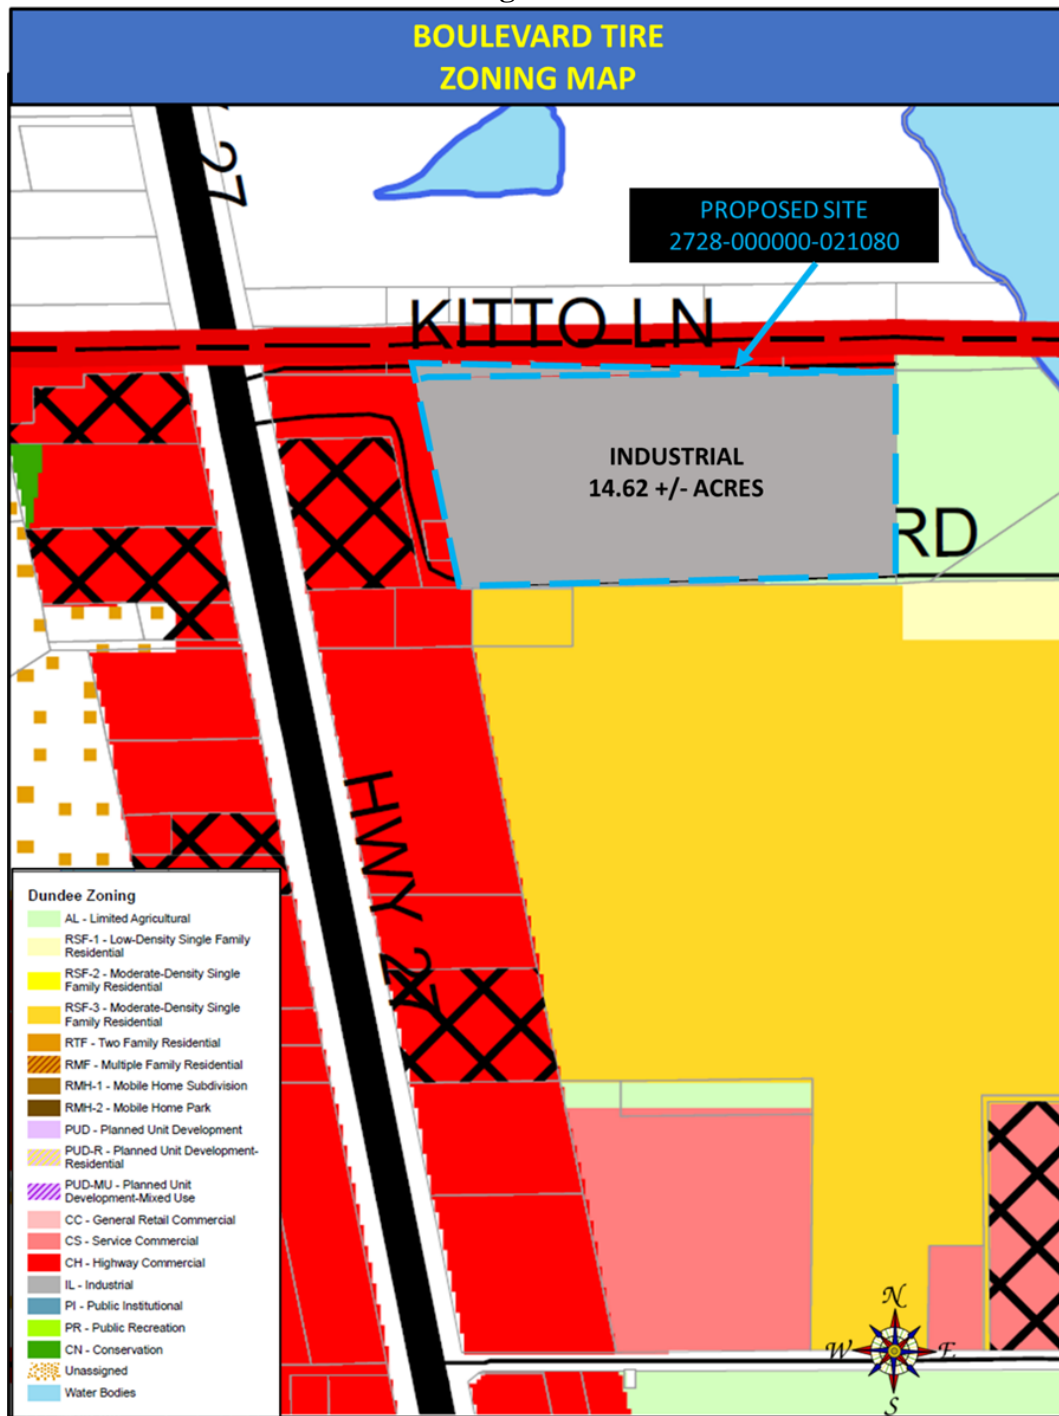 BOULEVARD TIRE
ZONING MAP
27
PROPOSED SITE
2728-000000-021080
KITTO LN
INDUSTRIAL
14.62 +/- ACRES
RD
HWY 27
Dundee Zoning
AL - Limited Agricultural
RSF-1 - Low-Density Single Family
Residential
RSF-2 - Moderate-Density Single
Family Residential
RSF-3 - Moderate-Density Single
Family Residential
RTF - Two Family Residential
RMF - Multiple Family Residential
RMH-1 - Mobile Home Subdivision
RMH-2 - Mobile Home Park
PUD - Planned Unit Development
PUD-R - Planned Unit Development-
Residential
PUD-MU - Planned Unit
Development-Mixed Use
CC - General Retail Commercial
CS - Service Commercial
CH - Highway Commercial
IL - Industrial
PI - Public Institutional
PR - Public Recreation
CN - Conservation
Unassigned
Water Bodies
N
W E
S